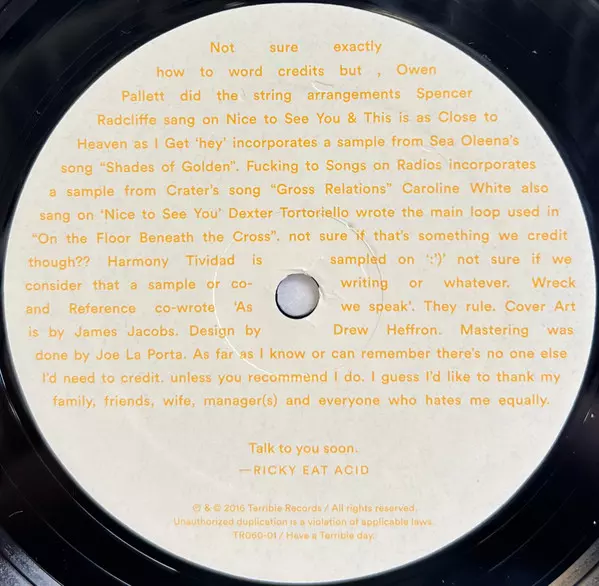 Not sure exactly
how to word credits but , Owen
Pallett did the string arrangements Spencer
Radcliffe sang on Nice to See You & This is as Close to
Heaven as I Get ‘hey’ incorporates a sample from Sea Oleena’s
song “Shades of Golden”. Fucking to Songs on Radios incorporates
a sample from Crater’s song “Gross Relations” Caroline White also
sang on ‘Nice to See You’ Dexter Tortoriello wrote the main loop used in
“On the Floor Beneath the Cross”. not sure if that’s something we credit
though?? Harmony Tividad is sampled on ‘:’)’ not sure if we
consider that a sample or co- writing or whatever. Wreck
and Reference co-wrote ‘As we speak’. They rule. Cover Art
is by James Jacobs. Design by Drew Heffron. Mastering was
done by Joe La Porta. As far as I know or can remember there’s no one else
I’d need to credit. unless you recommend I do. I guess I’d like to thank my
family, friends, wife, manager(s) and everyone who hates me equally.
Talk to you soon.
—RICKY EAT ACID
℗ & © 2016 Terrible Records / All rights reserved.
Unauthorized duplication is a violation of applicable laws.
TR060-01 / Have a Terrible day.